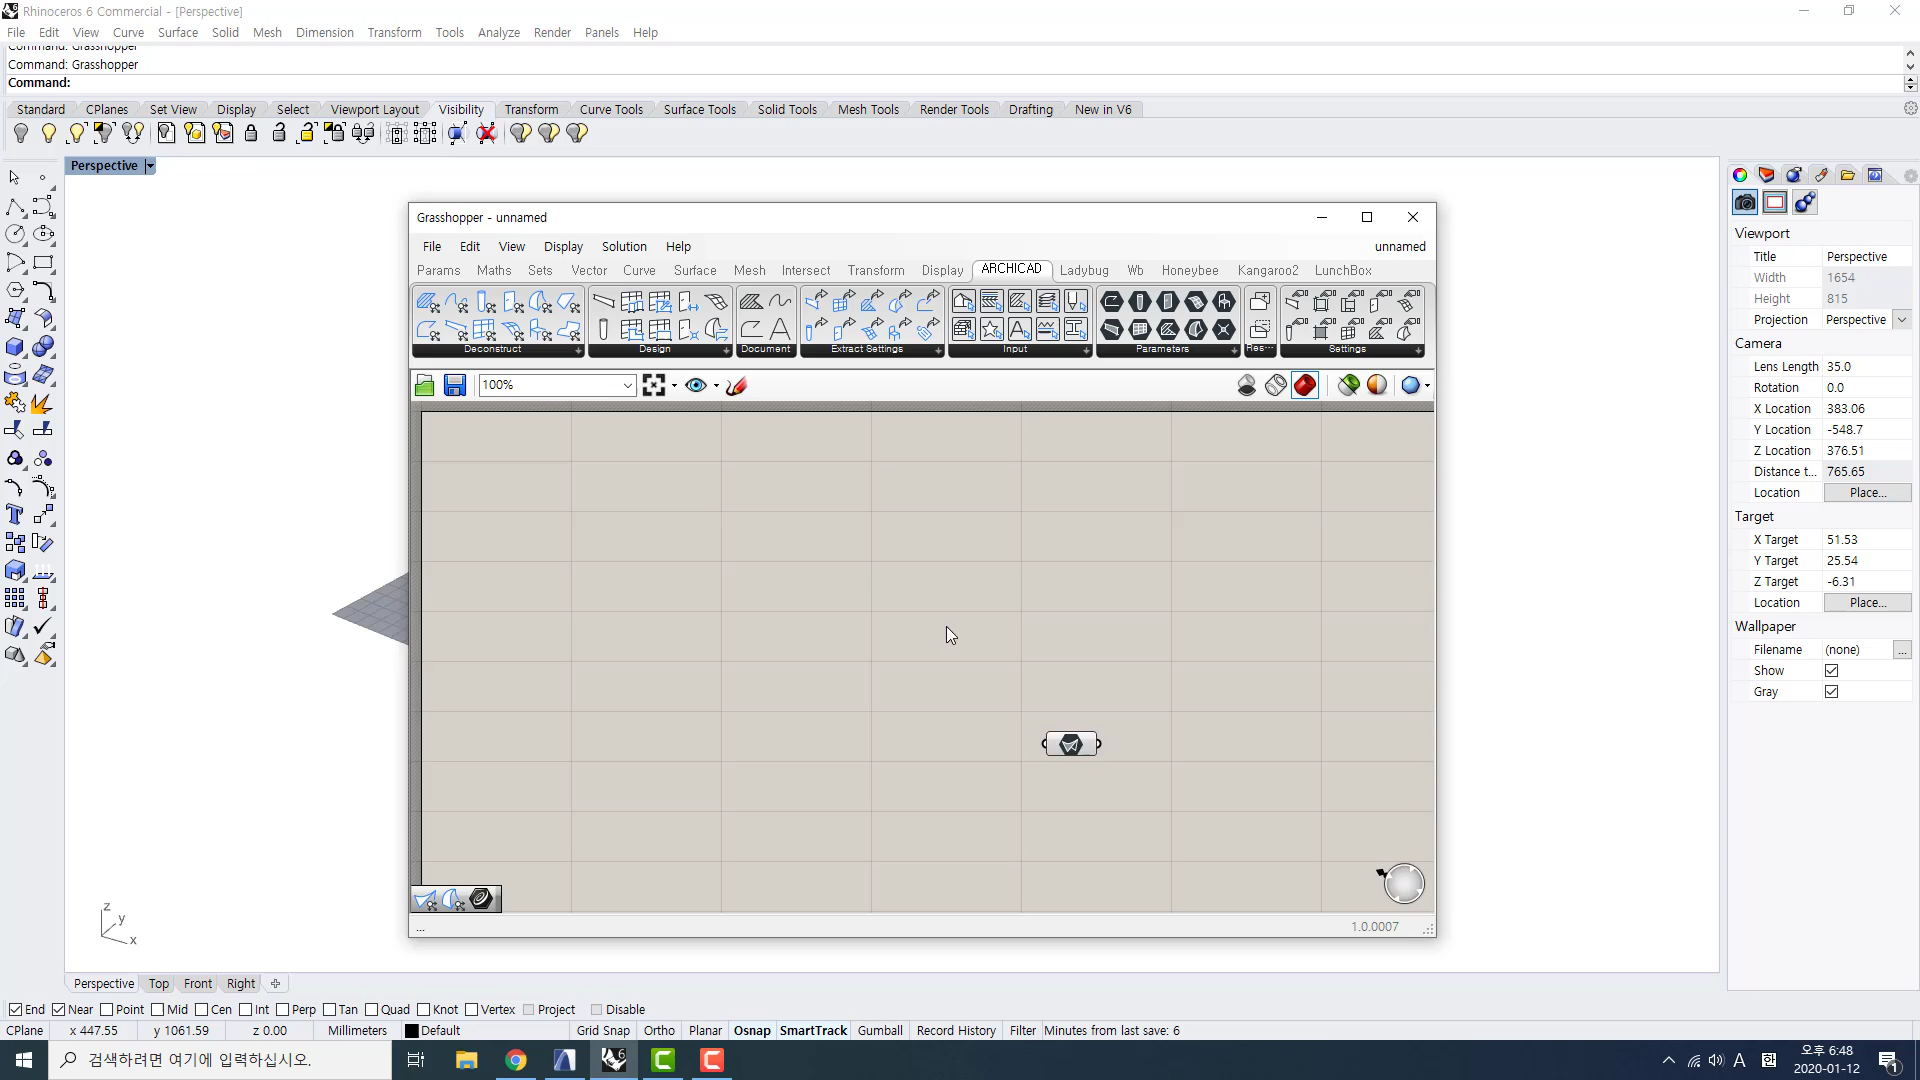 Rhinoceros 6 Commercial - [Perspective]
File Edit View Curve Surface Solid Mesh Dimension Transform Tools Analyze Render Panels Help
Command: Grasshopper
Command: Grasshopper
Command:
Standard CPlanes Set View Display Select Viewport Layout Visibility Transform Curve Tools Surface Tools Solid Tools Mesh Tools Render Tools Drafting New in V6
Perspective
Grasshopper - unnamed
File Edit View Display Solution Help unnamed
Params Maths Sets Vector Curve Surface Mesh Intersect Transform Display ARCHICAD Ladybug Wb Honeybee Kangaroo2 LunchBox
Deconstruct Design Document Extract Settings Input Parameters Res... Settings
100%
... 1.0.0007
Viewport
Title Perspective
Width 1654
Height 815
Projection Perspective
Camera
Lens Length 35.0
Rotation 0.0
X Location 383.06
Y Location -548.7
Z Location 376.51
Distance t... 765.65
Location Place...
Target
X Target 51.53
Y Target 25.54
Z Target -6.31
Location Place...
Wallpaper
Filename (none) ...
Show
Gray
z
y
x
Perspective Top Front Right
End Near Point Mid Cen Int Perp Tan Quad Knot Vertex Project Disable
CPlane x 447.55 y 1061.59 z 0.00 Millimeters Default Grid Snap Ortho Planar Osnap SmartTrack Gumball Record History Filter Minutes from last save: 6
검색하려면 여기에 입력하십시오.
A 한 오후 6:48
2020-01-12
1